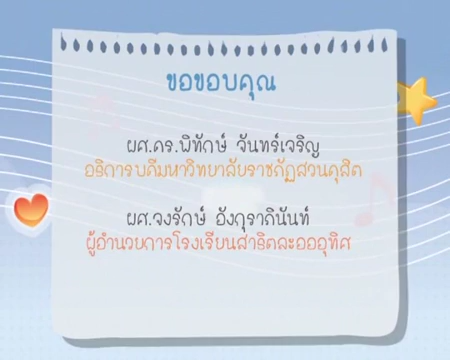 ขอขอบคุณ
ผศ.ดร.พิทักษ์ จันทร์เจริญ
อธิการบดีมหาวิทยาลัยราชภัฏสวนดุสิต
ผศ.จงรักษ์ อังกุราภินันท์
ผู้อำนวยการโรงเรียนสาธิตละอออุทิศ